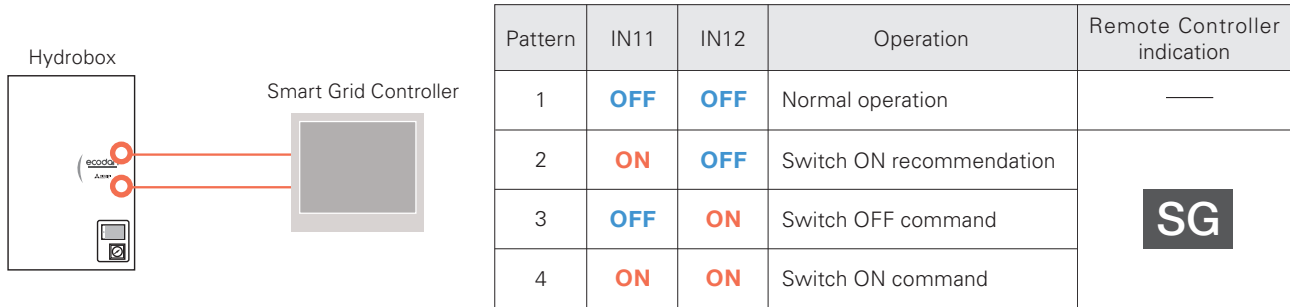 Hydrobox
Smart Grid Controller
ecodan
Pattern IN11 IN12 Operation Remote Controller indication
1 OFF OFF Normal operation ——
2 ON OFF Switch ON recommendation
3 OFF ON Switch OFF command
4 ON ON Switch ON command
SG